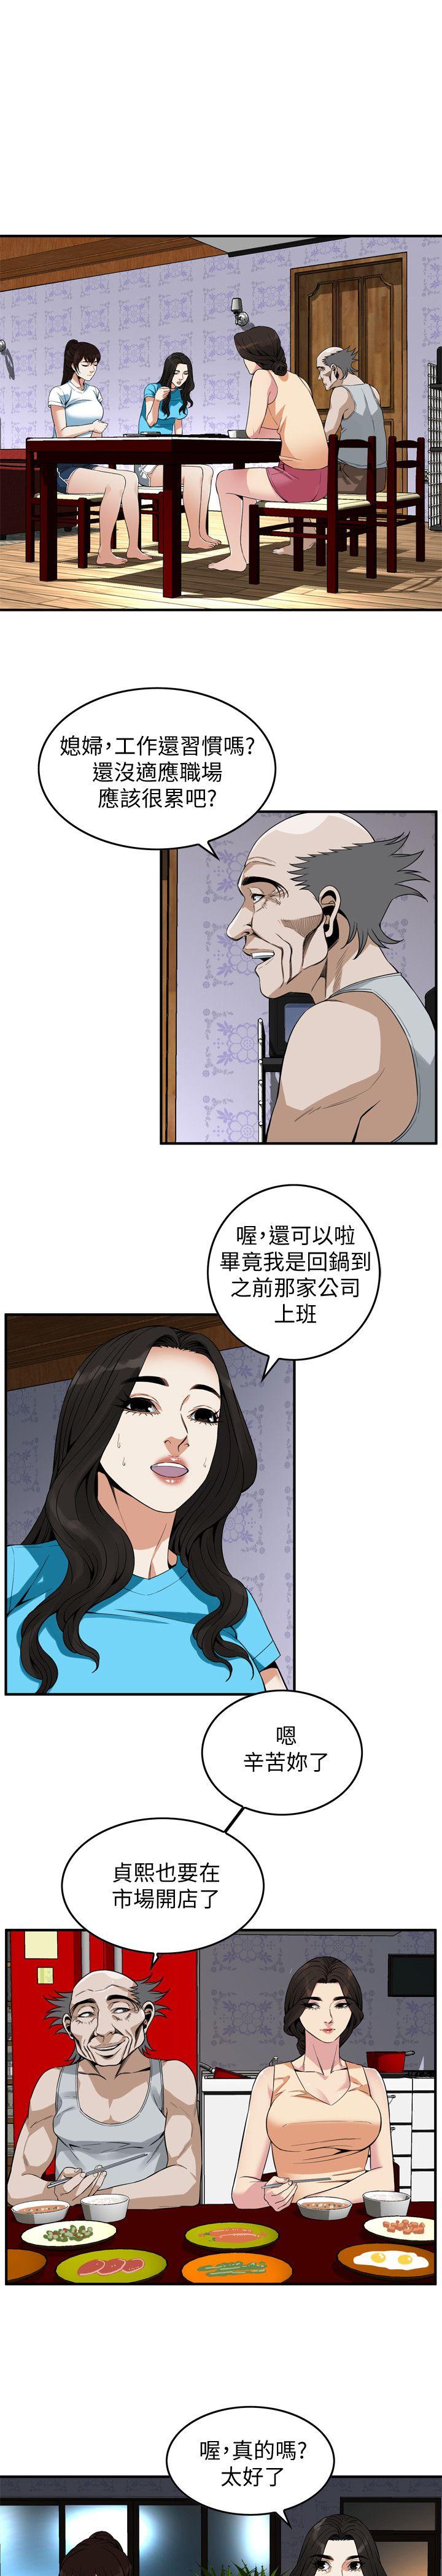 媳婦，工作還習慣嗎？
還沒適應職場
應該很累吧？
喔，還可以啦
畢竟我是回鍋到
之前那家公司
上班
嗯
辛苦妳了
貞熙也要在
市場開店了
喔，真的嗎？
太好了